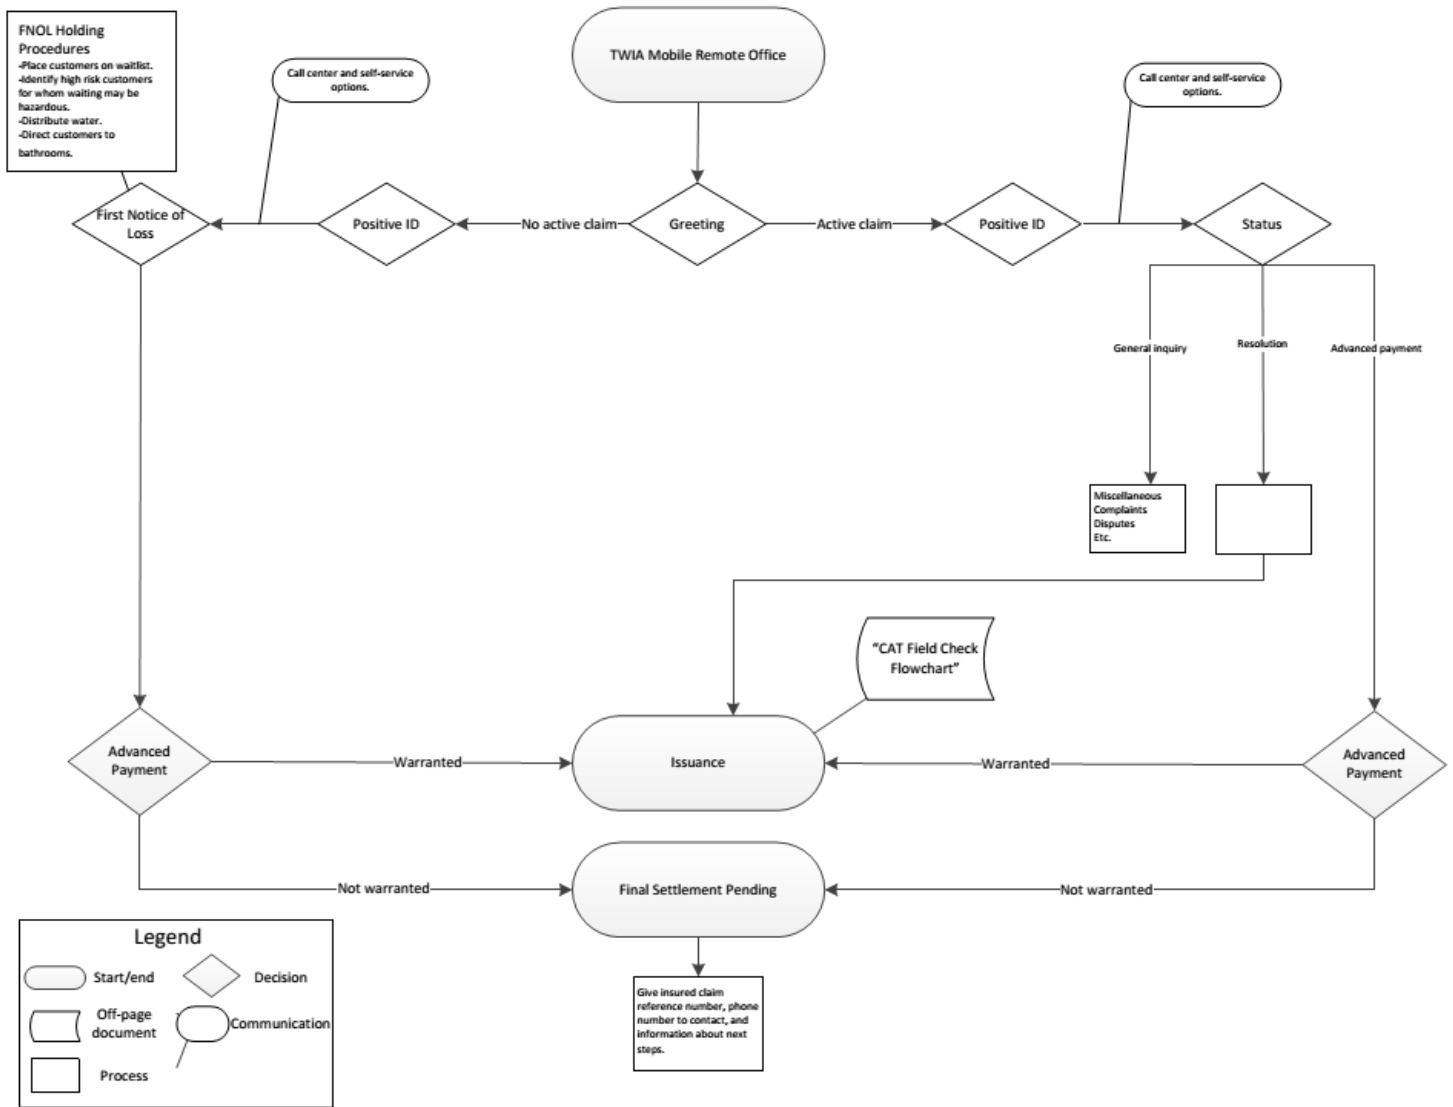 FNOL Holding
Procedures
-Place customers on waitlist.
-Identify high risk customers
for whom waiting may be
hazardous.
-Distribute water.
-Direct customers to
bathrooms.
Call center and self-service
options.
TWIA Mobile Remote Office
Call center and self-service
options.
First Notice of
Loss
Positive ID
No active claim
Greeting
Active claim
Positive ID
Status
General inquiry
Resolution
Advanced payment
Miscellaneous
Complaints
Disputes
Etc.
“CAT Field Check
Flowchart”
Advanced
Payment
Warranted
Issuance
Warranted
Advanced
Payment
Not warranted
Final Settlement Pending
Not warranted
Give insured claim
reference number, phone
number to contact, and
information about next
steps.
Legend
Start/end
Decision
Off-page
document
Communication
Process